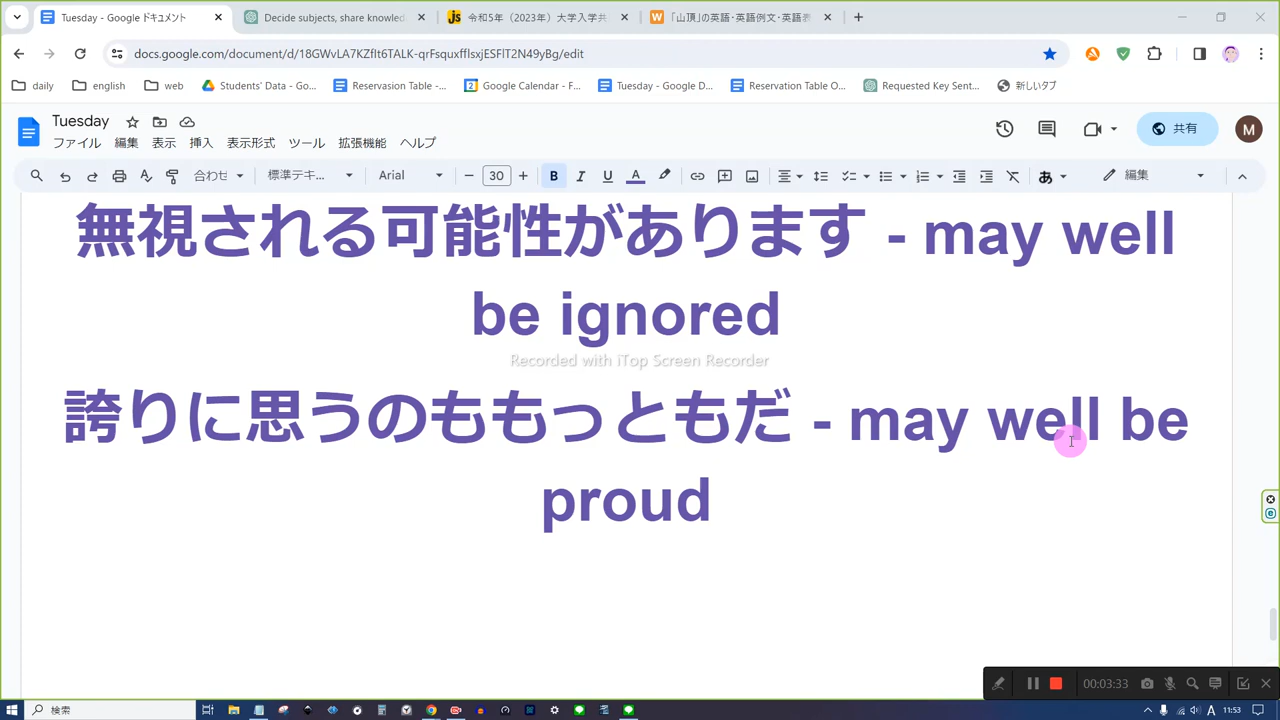 Tuesday - Google ドキュメント
Decide subjects, share knowled
令和5年（2023年）大学入学共
「山頂」の英語・英語例文・英語表
docs.google.com/document/d/18GWvLA7KZfIt6TALK-qrFsquxffIsxjESFlT2N49yBg/edit
daily
english
web
Students' Data - Go...
Reservasion Table -...
Google Calendar - F...
Tuesday - Google D...
Reservation Table O...
Requested Key Sent...
新しいタブ
Tuesday
共有
M
ファイル 編集 表示 挿入 表示形式 ツール 拡張機能 ヘルプ
合わせ 標準テキ... Arial 30 B I U A あ 編集
無視される可能性があります - may well
be ignored
Recorded with iTop Screen Recorder
誇りに思うのももっともだ - may well be
proud
00:03:33
検索
A 11:53